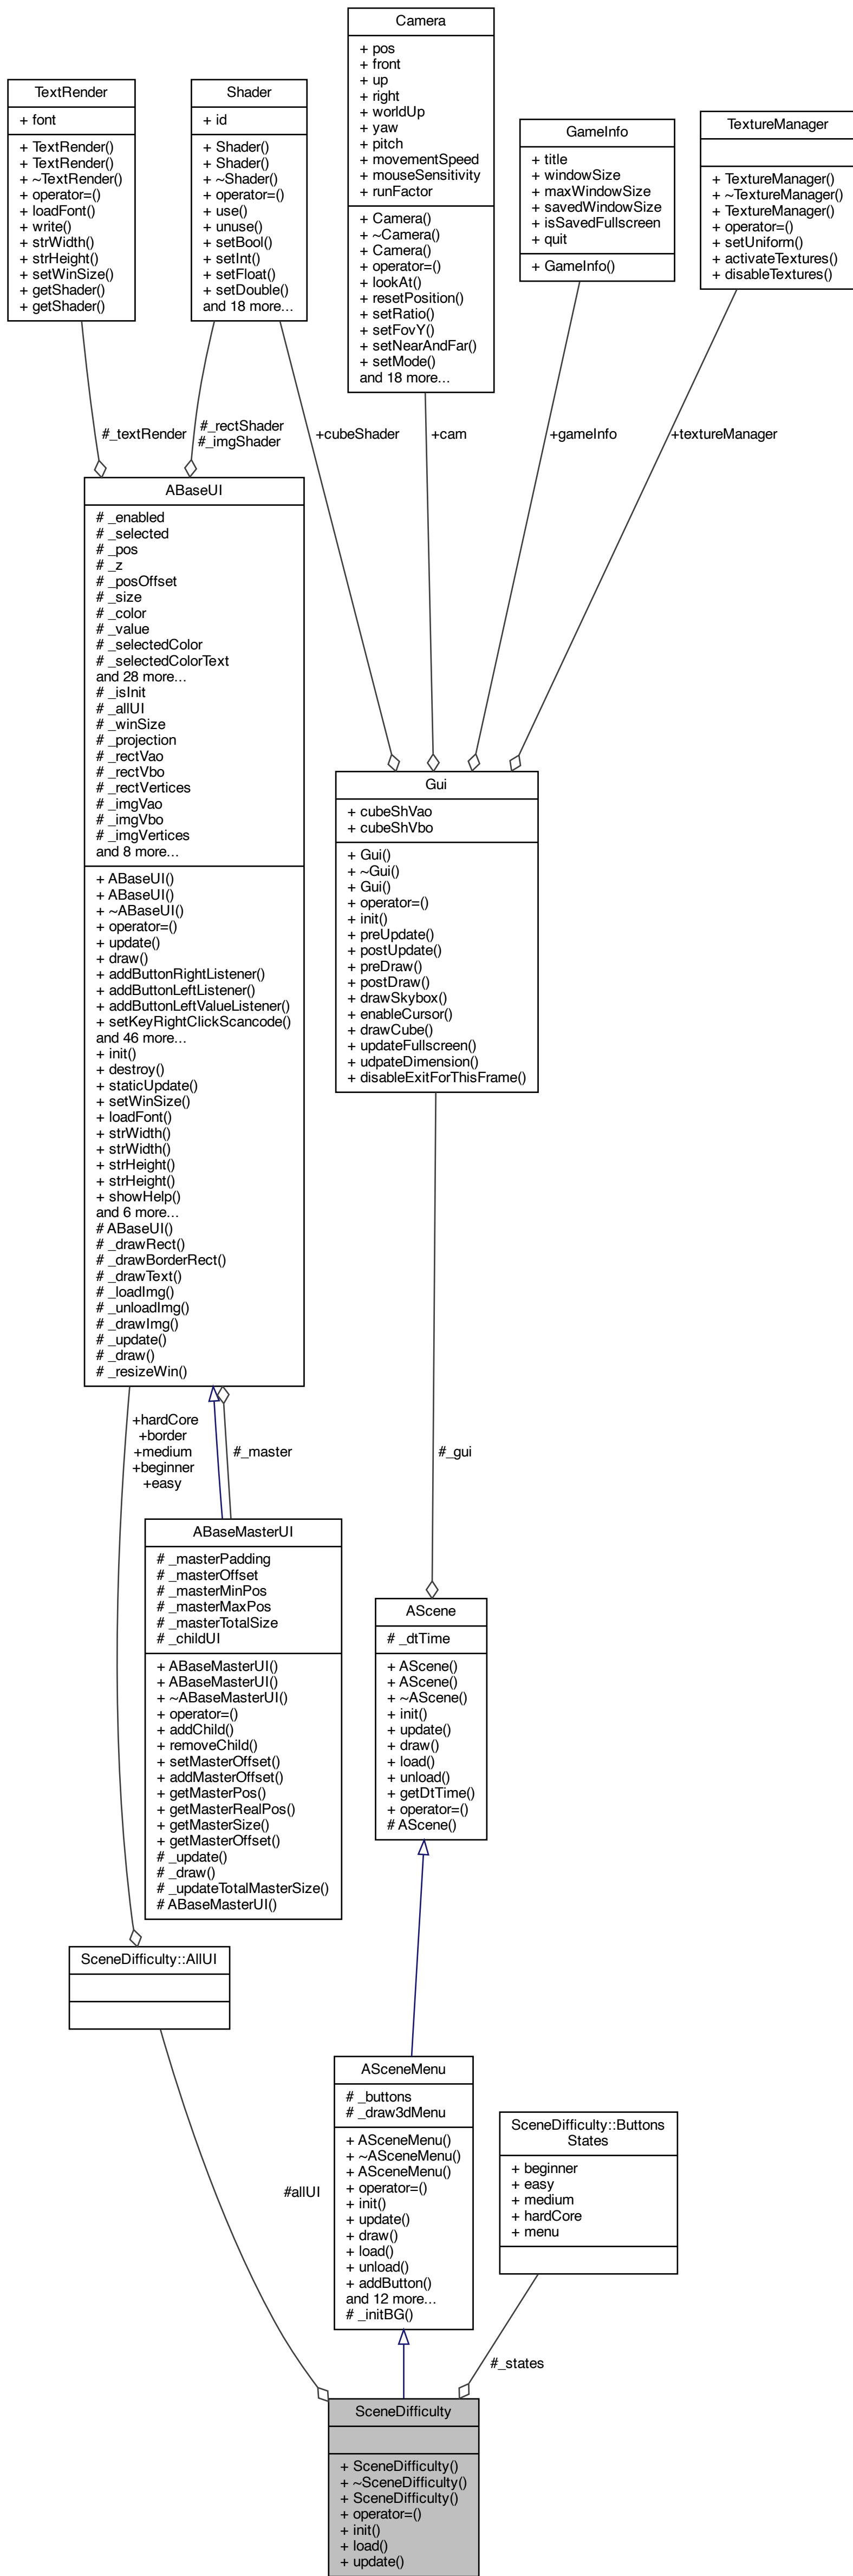 Camera
+ pos
+ front
+ up
+ right
+ worldUp
+ yaw
+ pitch
+ movementSpeed
+ mouseSensitivity
+ runFactor
+ Camera()
+ ~Camera()
+ Camera()
+ operator=()
+ lookAt()
+ resetPosition()
+ setRatio()
+ setFovY()
+ setNearAndFar()
+ setMode()
and 18 more...
TextRender
+ font
+ TextRender()
+ TextRender()
+ ~TextRender()
+ operator=()
+ loadFont()
+ write()
+ strWidth()
+ strHeight()
+ setWinSize()
+ getShader()
+ getShader()
Shader
+ id
+ Shader()
+ Shader()
+ ~Shader()
+ operator=()
+ use()
+ unuse()
+ setBool()
+ setInt()
+ setFloat()
+ setDouble()
and 18 more...
GameInfo
+ title
+ windowSize
+ maxWindowSize
+ savedWindowSize
+ isSavedFullscreen
+ quit
+ GameInfo()
TextureManager
+ TextureManager()
+ ~TextureManager()
+ TextureManager()
+ operator=()
+ setUniform()
+ activateTextures()
+ disableTextures()
#_textRender
#_rectShader
#_imgShader
+cubeShader
+cam
+gameInfo
+textureManager
ABaseUI
# _enabled
# _selected
# _pos
# _z
# _posOffset
# _size
# _color
# _value
# _selectedColor
# _selectedColorText
and 28 more...
# _isInit
# _allUI
# _winSize
# _projection
# _rectVao
# _rectVbo
# _rectVertices
# _imgVao
# _imgVbo
# _imgVertices
and 8 more...
+ ABaseUI()
+ ABaseUI()
+ ~ABaseUI()
+ operator=()
+ update()
+ draw()
+ addButtonRightListener()
+ addButtonLeftListener()
+ addButtonLeftValueListener()
+ setKeyRightClickScancode()
and 46 more...
+ init()
+ destroy()
+ staticUpdate()
+ setWinSize()
+ loadFont()
+ strWidth()
+ strWidth()
+ strHeight()
+ strHeight()
+ showHelp()
and 6 more...
# ABaseUI()
# _drawRect()
# _drawBorderRect()
# _drawText()
# _loadImg()
# _unloadImg()
# _drawImg()
# _update()
# _draw()
# _resizeWin()
Gui
+ cubeShVao
+ cubeShVbo
+ Gui()
+ ~Gui()
+ Gui()
+ operator=()
+ init()
+ preUpdate()
+ postUpdate()
+ preDraw()
+ postDraw()
+ drawSkybox()
+ enableCursor()
+ drawCube()
+ updateFullscreen()
+ udpateDimension()
+ disableExitForThisFrame()
+hardCore
+border
+medium
+beginner
+easy
#_master
#_gui
ABaseMasterUI
# _masterPadding
# _masterOffset
# _masterMinPos
# _masterMaxPos
# _masterTotalSize
# _childUI
+ ABaseMasterUI()
+ ABaseMasterUI()
+ ~ABaseMasterUI()
+ operator=()
+ addChild()
+ removeChild()
+ setMasterOffset()
+ addMasterOffset()
+ getMasterPos()
+ getMasterRealPos()
+ getMasterSize()
+ getMasterOffset()
# _update()
# _draw()
# _updateTotalMasterSize()
# ABaseMasterUI()
AScene
# _dtTime
+ AScene()
+ AScene()
+ ~AScene()
+ init()
+ update()
+ draw()
+ load()
+ unload()
+ getDtTime()
+ operator=()
# AScene()
SceneDifficulty::AllUI
ASceneMenu
# _buttons
# _draw3dMenu
+ ASceneMenu()
+ ~ASceneMenu()
+ ASceneMenu()
+ operator=()
+ init()
+ update()
+ draw()
+ load()
+ unload()
+ addButton()
and 12 more...
# _initBG()
SceneDifficulty::Buttons
States
+ beginner
+ easy
+ medium
+ hardCore
+ menu
#allUI
#_states
SceneDifficulty
+ SceneDifficulty()
+ ~SceneDifficulty()
+ SceneDifficulty()
+ operator=()
+ init()
+ load()
+ update()